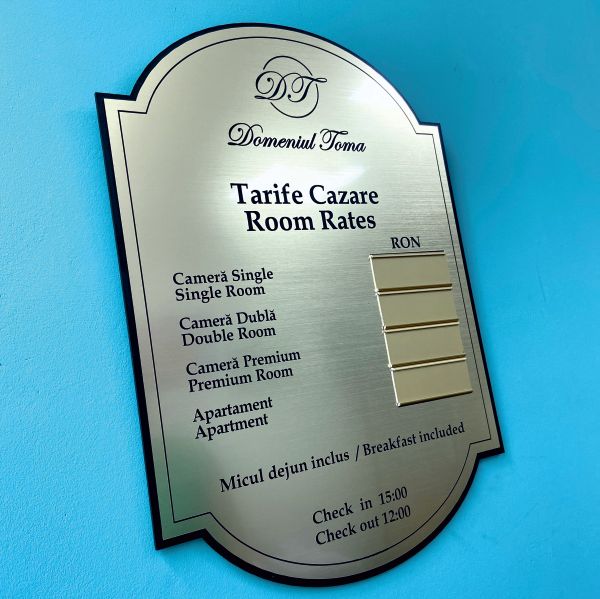 DT
Domeniul Toma
Tarife Cazare
Room Rates
RON
Cameră Single
Single Room
Cameră Dublă
Double Room
Cameră Premium
Premium Room
Apartament
Apartment
Micul dejun inclus / Breakfast included
Check in 15:00
Check out 12:00